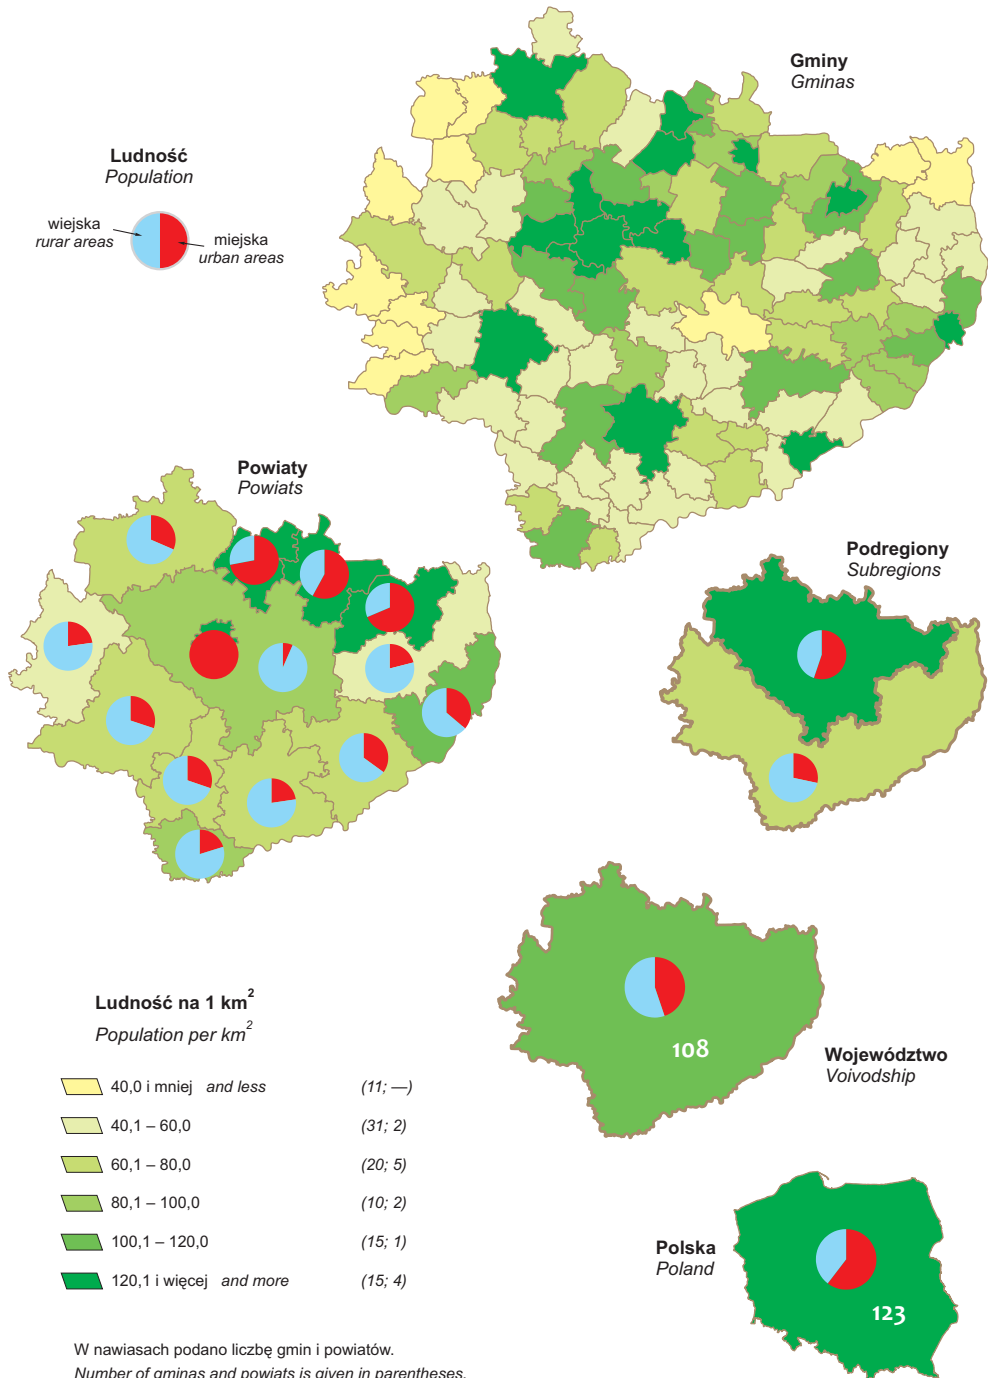 Gminy
Gminas
Ludność
Population
wiejska
rurar areas
miejska
urban areas
Powiaty
Powiats
Podregiony
Subregions
Ludność na 1 km²
Population per km²
40,0 i mniej and less (11; —)
40,1 – 60,0 (31; 2)
60,1 – 80,0 (20; 5)
80,1 – 100,0 (10; 2)
100,1 – 120,0 (15; 1)
120,1 i więcej and more (15; 4)
108
Województwo
Voivodship
Polska
Poland
123
W nawiasach podano liczbę gmin i powiatów.
Number of gminas and powiats is given in parentheses.